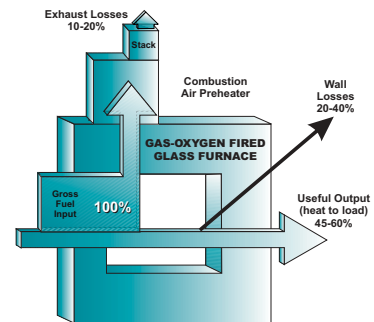 Exhaust Losses
10-20%
Stack
Combustion
Air Preheater
Wall
Losses
20-40%
GAS-OXYGEN FIRED
GLASS FURNACE
Gross
Fuel
Input
100%
Useful Output
(heat to load)
45-60%